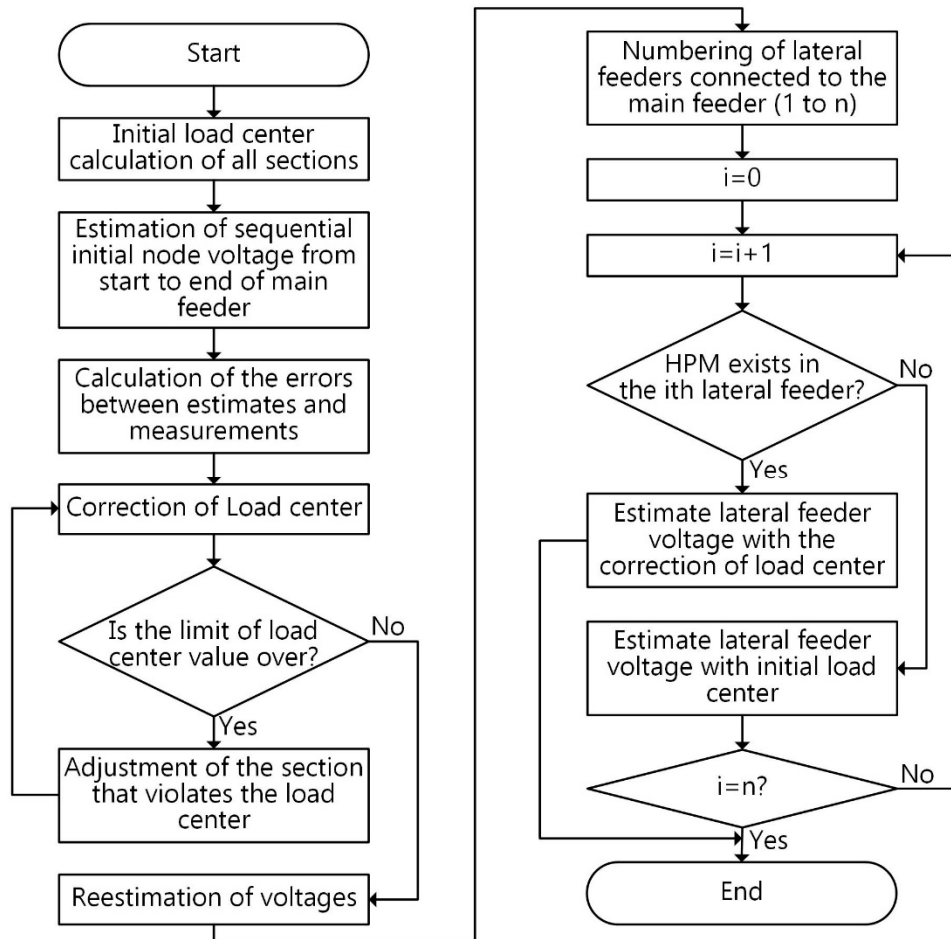 Start
Initial load center
calculation of all sections
Estimation of sequential
initial node voltage from
start to end of main
feeder
Calculation of the errors
between estimates and
measurements
Correction of Load center
Is the limit of load
center value over?
No
Yes
Adjustment of the section
that violates the load
center
Reestimation of voltages
Numbering of lateral
feeders connected to the
main feeder (1 to n)
i=0
i=i+1
HPM exists in
the ith lateral feeder?
No
Yes
Estimate lateral feeder
voltage with the
correction of load center
Estimate lateral feeder
voltage with initial load
center
i=n?
No
Yes
End